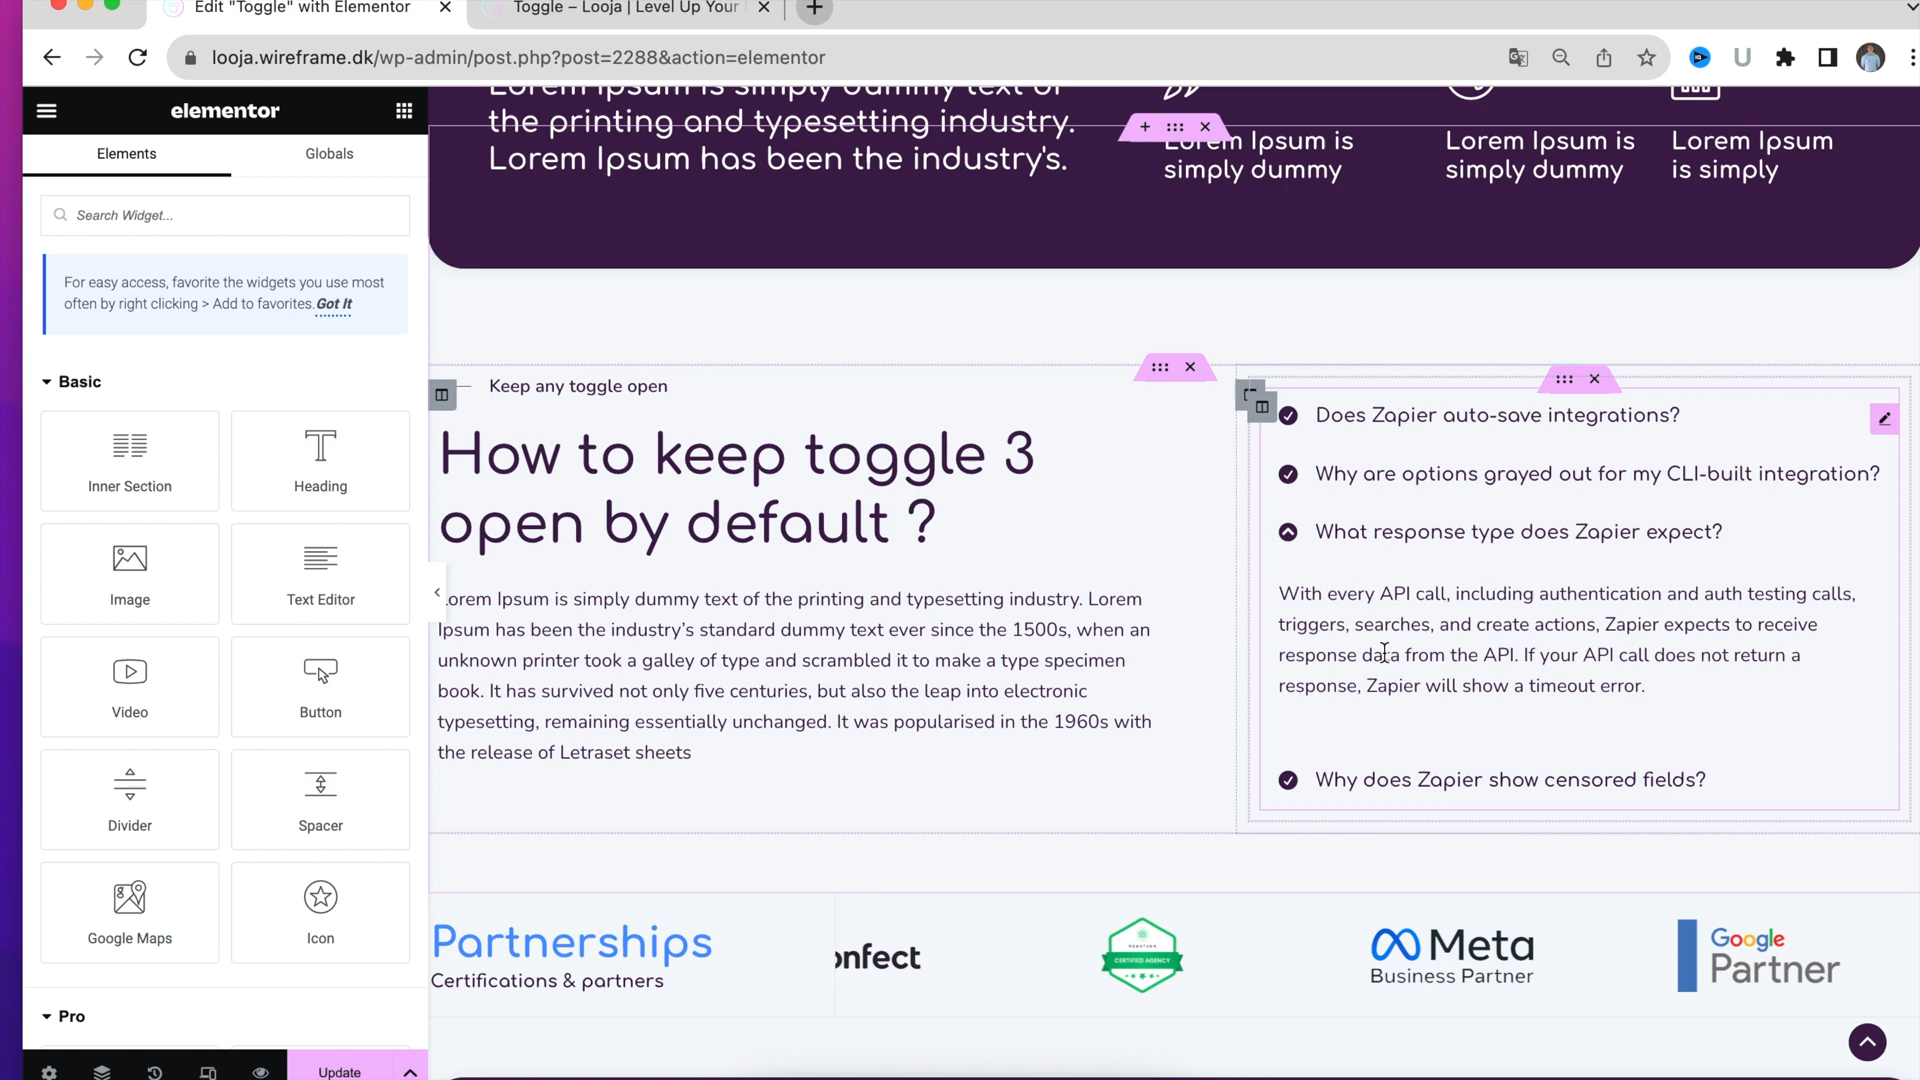 Edit "Toggle" with Elementor
Toggle – Looja | Level Up Your
looja.wireframe.dk/wp-admin/post.php?post=2288&action=elementor
elementor
Elements
Globals
Search Widget...
For easy access, favorite the widgets you use most
often by right clicking > Add to favorites. Got It
Basic
Inner Section
Heading
Image
Text Editor
Video
Button
Divider
Spacer
Google Maps
Icon
Pro
Update
Lorem Ipsum is simply dummy text of
the printing and typesetting industry.
Lorem Ipsum has been the industry's.
Lorem Ipsum is
simply dummy
Lorem Ipsum is
simply dummy
Lorem Ipsum
is simply
Keep any toggle open
How to keep toggle 3
open by default ?
Lorem Ipsum is simply dummy text of the printing and typesetting industry. Lorem
Ipsum has been the industry’s standard dummy text ever since the 1500s, when an
unknown printer took a galley of type and scrambled it to make a type specimen
book. It has survived not only five centuries, but also the leap into electronic
typesetting, remaining essentially unchanged. It was popularised in the 1960s with
the release of Letraset sheets
Does Zapier auto-save integrations?
Why are options grayed out for my CLI-built integration?
What response type does Zapier expect?
With every API call, including authentication and auth testing calls,
triggers, searches, and create actions, Zapier expects to receive
response data from the API. If your API call does not return a
response, Zapier will show a timeout error.
Why does Zapier show censored fields?
Partnerships
Certifications & partners
onfect
CERTIFIED AGENCY
Meta
Business Partner
Google
Partner